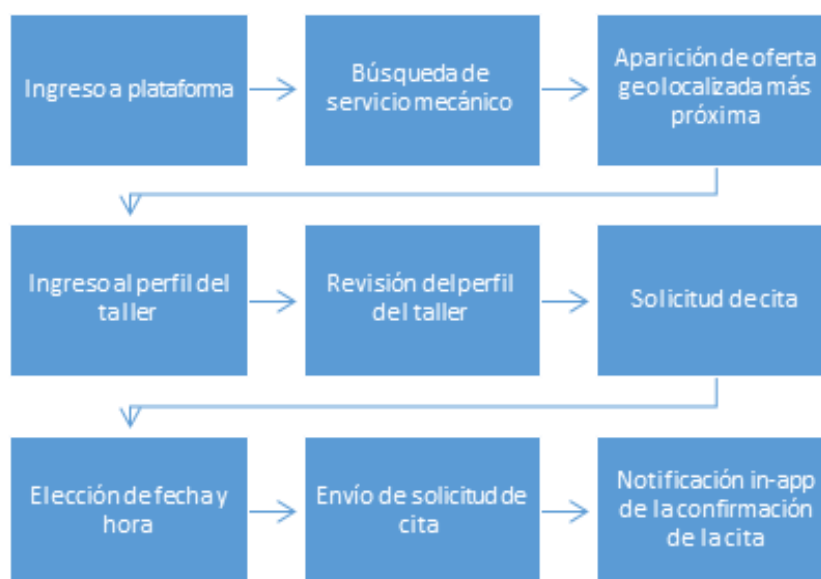 Ingreso a plataforma
Búsqueda de
servicio mecánico
Aparición de oferta
geolocalizada más
próxima
Ingreso al perfil del
taller
Revisión del perfil
del taller
Solicitud de cita
Elección de fecha y
hora
Envío de solicitud de
cita
Notificación in-app
de la confirmación
de la cita